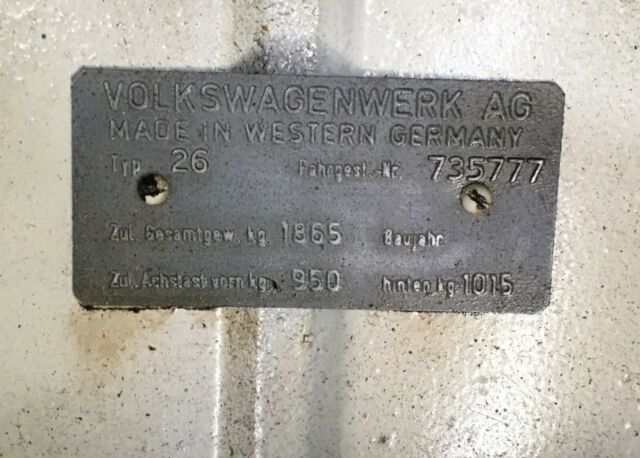 VOLKSWAGENWERK AG
MADE IN WESTERN GERMANY
Typ 26 Fahrgest.-Nr. 735777
Zul. Gesamtgew. kg. 1865 Baujahr
Zul. Achslast vorn kg. 950 hinten kg 1015